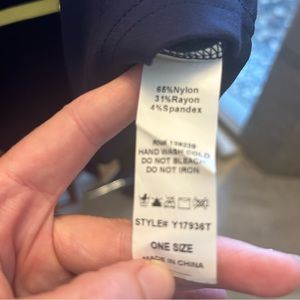 65%Nylon
31%Rayon
4%Spandex
HAND WASH COLD
DO NOT BLEACH
DO NOT IRON
STYLE# Y17936T
ONE SIZE
MADE IN CHINA